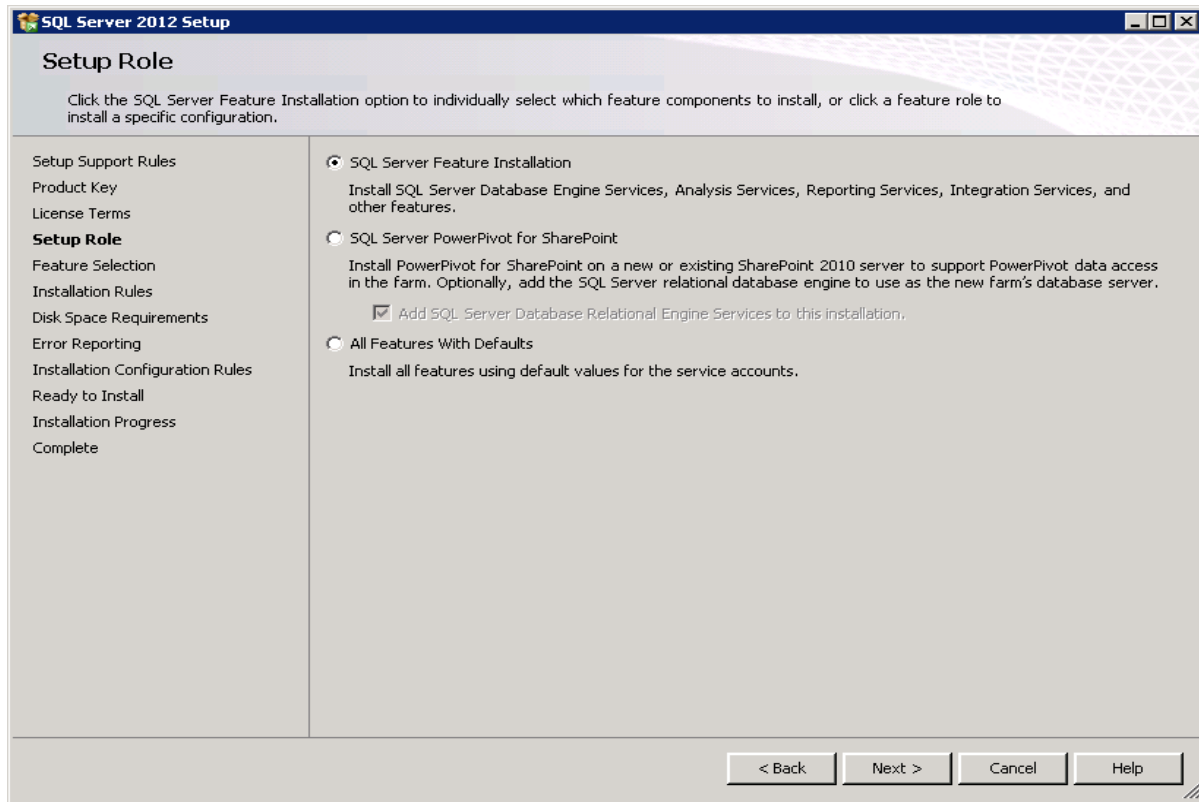 SQL Server 2012 Setup
Setup Role
Click the SQL Server Feature Installation option to individually select which feature components to install, or click a feature role to
install a specific configuration.
Setup Support Rules
Product Key
License Terms
Setup Role
Feature Selection
Installation Rules
Disk Space Requirements
Error Reporting
Installation Configuration Rules
Ready to Install
Installation Progress
Complete
SQL Server Feature Installation
Install SQL Server Database Engine Services, Analysis Services, Reporting Services, Integration Services, and
other features.
SQL Server PowerPivot for SharePoint
Install PowerPivot for SharePoint on a new or existing SharePoint 2010 server to support PowerPivot data access
in the farm. Optionally, add the SQL Server relational database engine to use as the new farm's database server.
Add SQL Server Database Relational Engine Services to this installation.
All Features With Defaults
Install all features using default values for the service accounts.
< Back
Next >
Cancel
Help